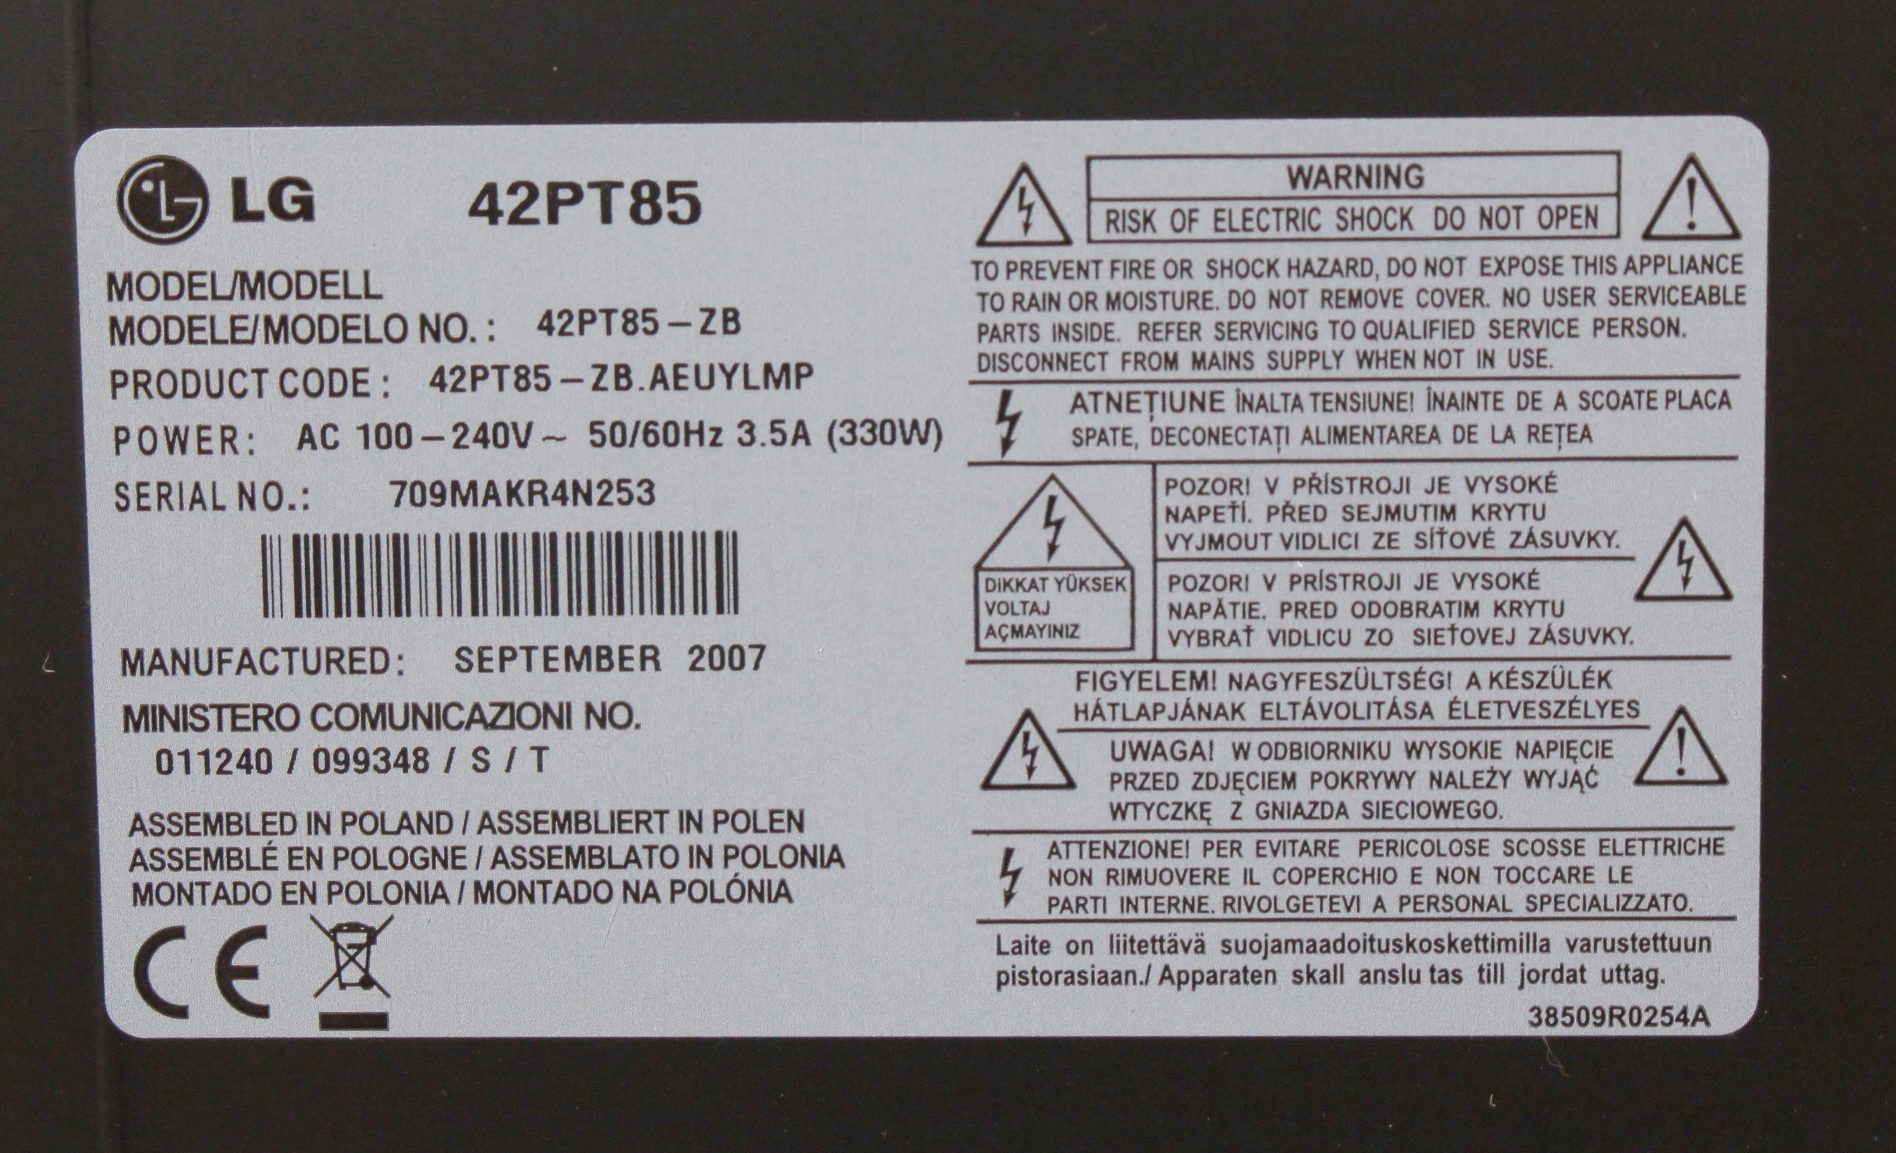 LG 42PT85
MODEL/MODELL
MODELE/MODELO NO. : 42PT85-ZB
PRODUCT CODE : 42PT85-ZB.AEUYLMP
POWER: AC 100-240V~ 50/60Hz 3.5A (330W)
SERIAL NO.: 709MAKR4N253
MANUFACTURED: SEPTEMBER 2007
MINISTERO COMUNICAZIONI NO.
011240 / 099348 / S / T
ASSEMBLED IN POLAND / ASSEMBLIERT IN POLEN
ASSEMBLÉ EN POLOGNE / ASSEMBLATO IN POLONIA
MONTADO EN POLONIA / MONTADO NA POLÓNIA
CE
WARNING
RISK OF ELECTRIC SHOCK DO NOT OPEN
TO PREVENT FIRE OR SHOCK HAZARD, DO NOT EXPOSE THIS APPLIANCE
TO RAIN OR MOISTURE. DO NOT REMOVE COVER. NO USER SERVICEABLE
PARTS INSIDE. REFER SERVICING TO QUALIFIED SERVICE PERSON.
DISCONNECT FROM MAINS SUPPLY WHEN NOT IN USE.
ATNEŢIUNE ÎNALTA TENSIUNE! ÎNAINTE DE A SCOATE PLACA
SPATE, DECONECTAŢI ALIMENTAREA DE LA REŢEA
DIKKAT YÜKSEK
VOLTAJ
AÇMAYINIZ
POZOR! V PŘÍSTROJI JE VYSOKÉ
NAPEŤÍ. PŘED SEJMUTIM KRYTU
VYJMOUT VIDLICI ZE SÍŤOVÉ ZÁSUVKY.
POZOR! V PRÍSTROJI JE VYSOKÉ
NAPÄTIE. PRED ODOBRATIM KRYTU
VYBRAŤ VIDLICU ZO SIEŤOVEJ ZÁSUVKY.
FIGYELEM! NAGYFESZÜLTSÉG! A KÉSZÜLÉK
HÁTLAPJÁNAK ELTÁVOLITÁSA ÉLETVESZÉLYES
UWAGA! W ODBIORNIKU WYSOKIE NAPIĘCIE
PRZED ZDJĘCIEM POKRYWY NALEŻY WYJĄĆ
WTYCZKĘ Z GNIAZDA SIECIOWEGO.
ATTENZIONE! PER EVITARE PERICOLOSE SCOSSE ELETTRICHE
NON RIMUOVERE IL COPERCHIO E NON TOCCARE LE
PARTI INTERNE. RIVOLGETEVI A PERSONAL SPECIALIZZATO.
Laite on liitettävä suojamaadoituskoskettimilla varustettuun
pistorasiaan./ Apparaten skall anslu tas till jordat uttag.
38509R0254A